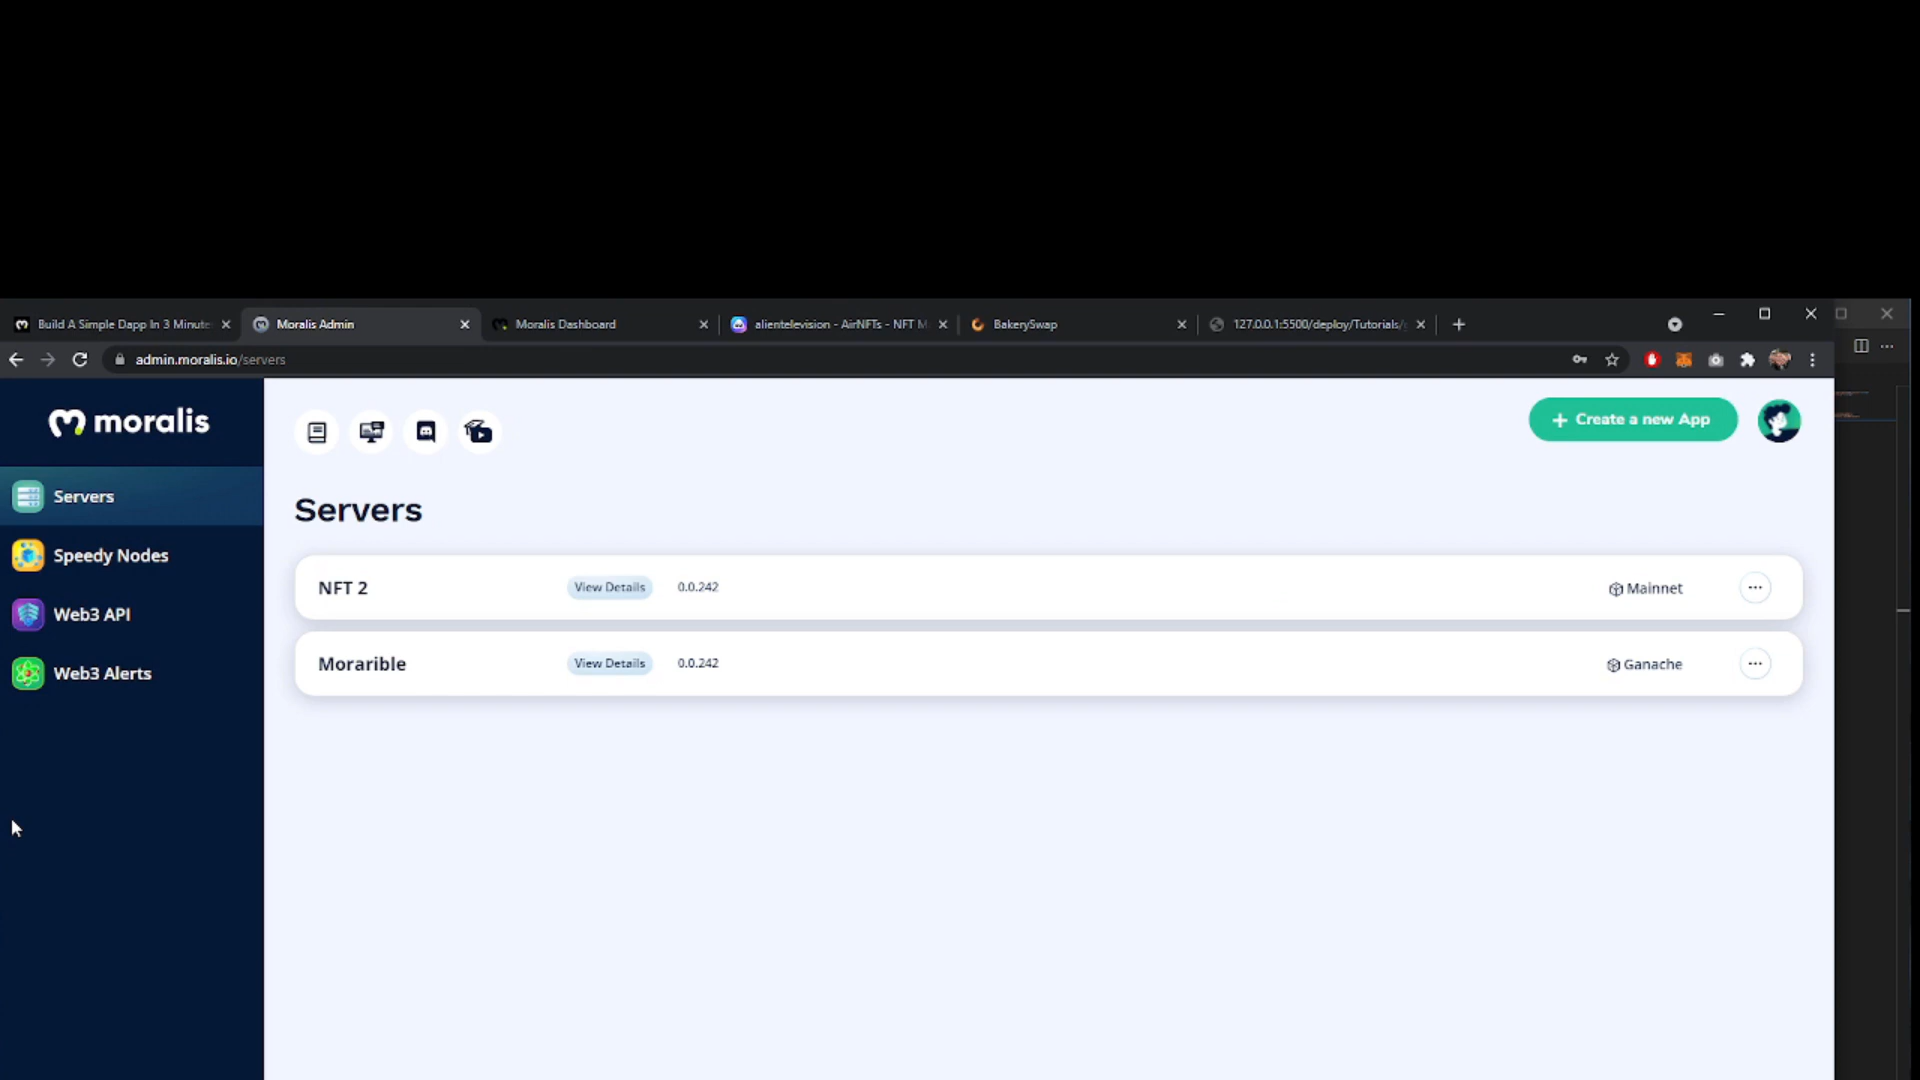 Build A Simple Dapp In 3 Minute
Moralis Admin
Moralis Dashboard
alientelevision - AirNFTs - NFT M
BakerySwap
127.0.0.1:5500/deploy/Tutorials/
admin.moralis.io/servers
moralis
+ Create a new App
Servers
Speedy Nodes
Web3 API
Web3 Alerts
Servers
NFT 2 View Details 0.0.242 Mainnet
Morarible View Details 0.0.242 Ganache